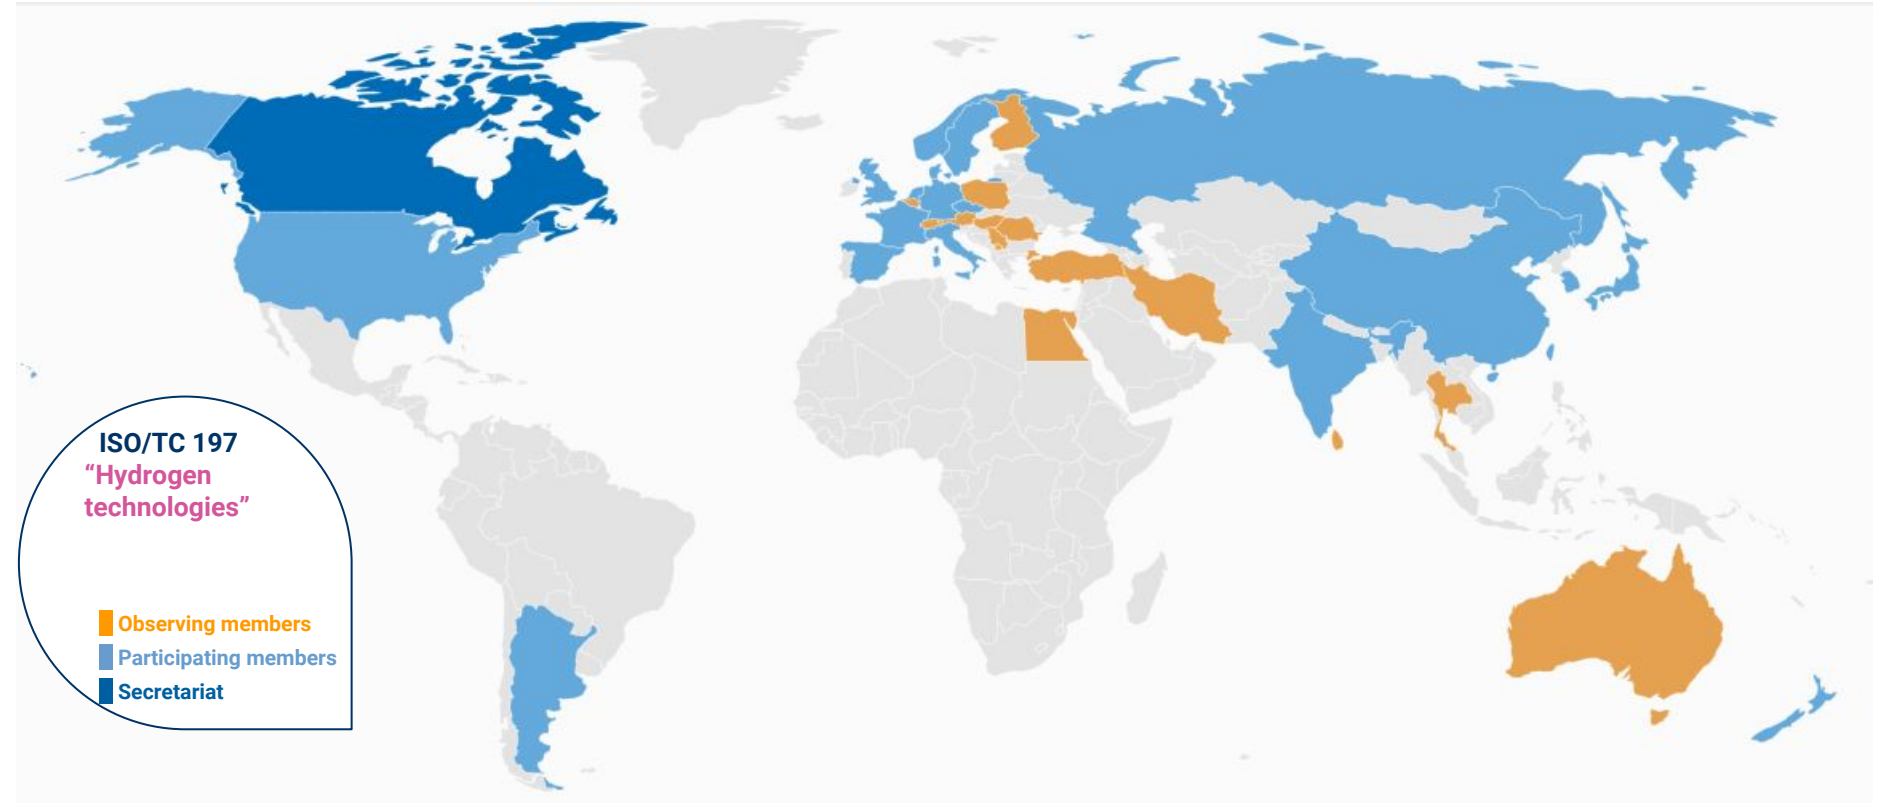 ISO/TC 197
“Hydrogen
technologies”
Observing members
Participating members
Secretariat